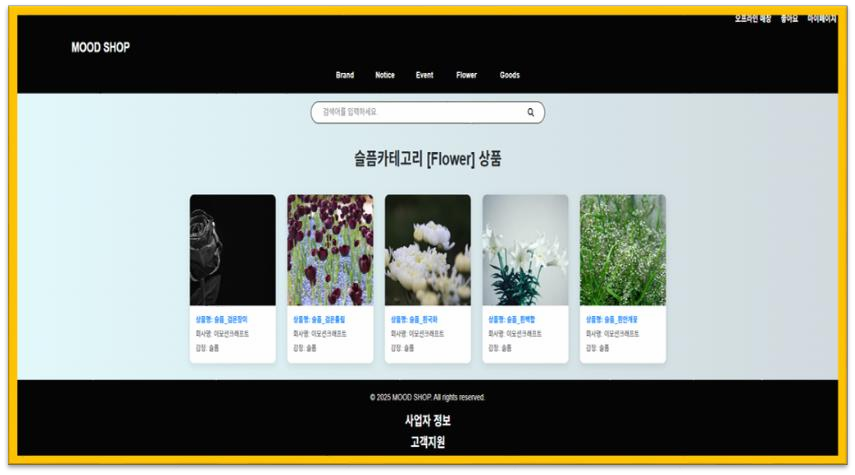 오프라인 매장 좋아요 마이페이지
MOOD SHOP
Brand Notice Event Flower Goods
검색어를 입력하세요.
슬픔카테고리 [Flower] 상품
상품명: 슬픔_검은장미
회사명: 이모션크래프트
감정: 슬픔
상품명: 슬픔_검은튤립
회사명: 이모션크래프트
감정: 슬픔
상품명: 슬픔_흰국화
회사명: 이모션크래프트
감정: 슬픔
상품명: 슬픔_흰백합
회사명: 이모션크래프트
감정: 슬픔
상품명: 슬픔_흰안개꽃
회사명: 이모션크래프트
감정: 슬픔
© 2025 MOOD SHOP. All rights reserved.
사업자 정보
고객지원